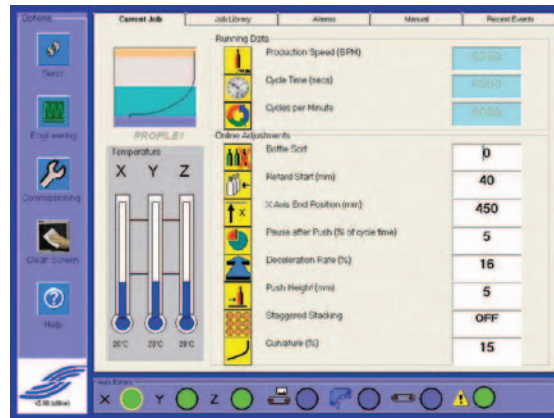 Options
Current Job
Job Library
Alarms
Manual
Recent Events
Send
Engineering
Commissioning
Clean Screen
Help
PROFILE1
Temperature
X Y Z
Running Data
Production Speed (BPM)
Cycle Time (secs)
Cycles per Minute
Online Adjustments
Bottle Sort
0
Retard Start (mm)
40
X Axis End Position (mm)
450
Pause after Push (% of cycle time)
5
Deceleration Rate (%)
16
Push Height (mm)
5
Staggered Stacking
OFF
Curvature (%)
15
Axis Errors
X Y Z